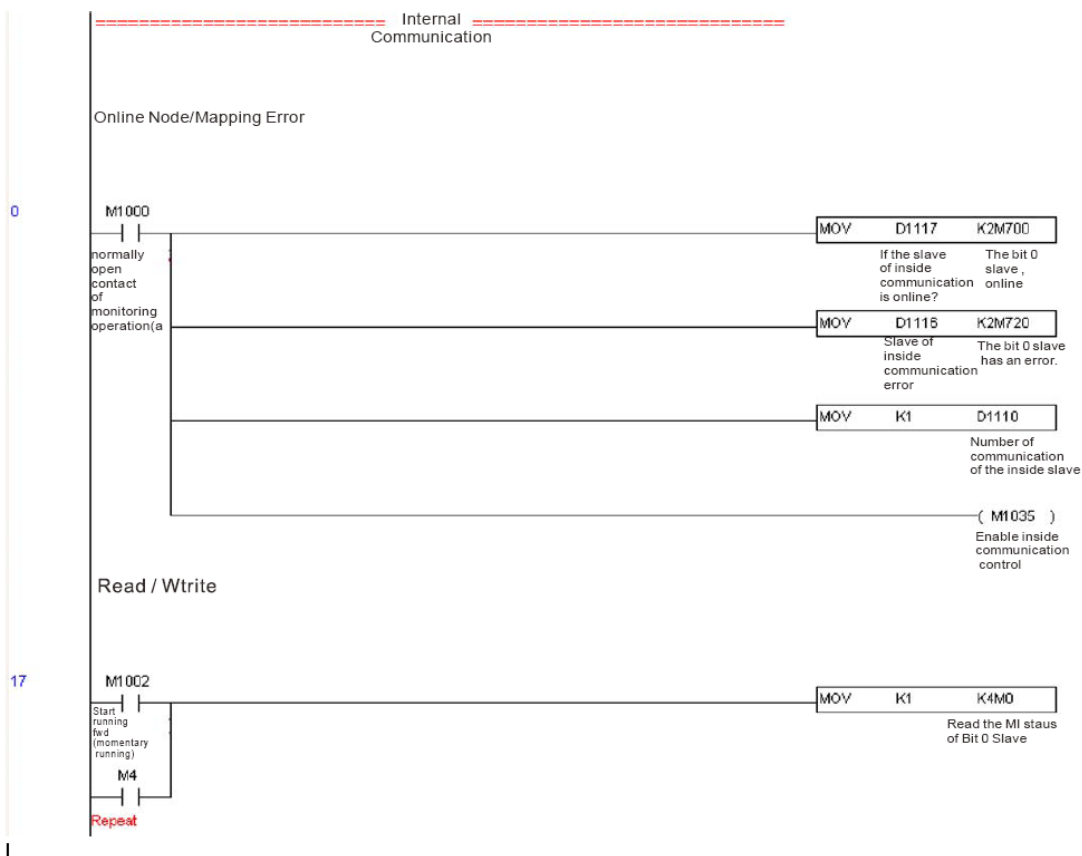 ========================== Internal ============================
Communication
Online Node/Mapping Error
0
M1000
normally
open
contact
of
monitoring
operation(a
MOV D1117 K2M700
If the slave
of inside
communication
is online?
The bit 0
slave ,
online
MOV D1116 K2M720
Slave of
inside
communication
error
The bit 0 slave
has an error.
MOV K1 D1110
Number of
communication
of the inside slave
( M1035 )
Enable inside
communication
control
Read / Wtrite
17
M1002
Start
running
fwd
(momentary
running)
MOV K1 K4M0
Read the MI staus
of Bit 0 Slave
M4
Repeat